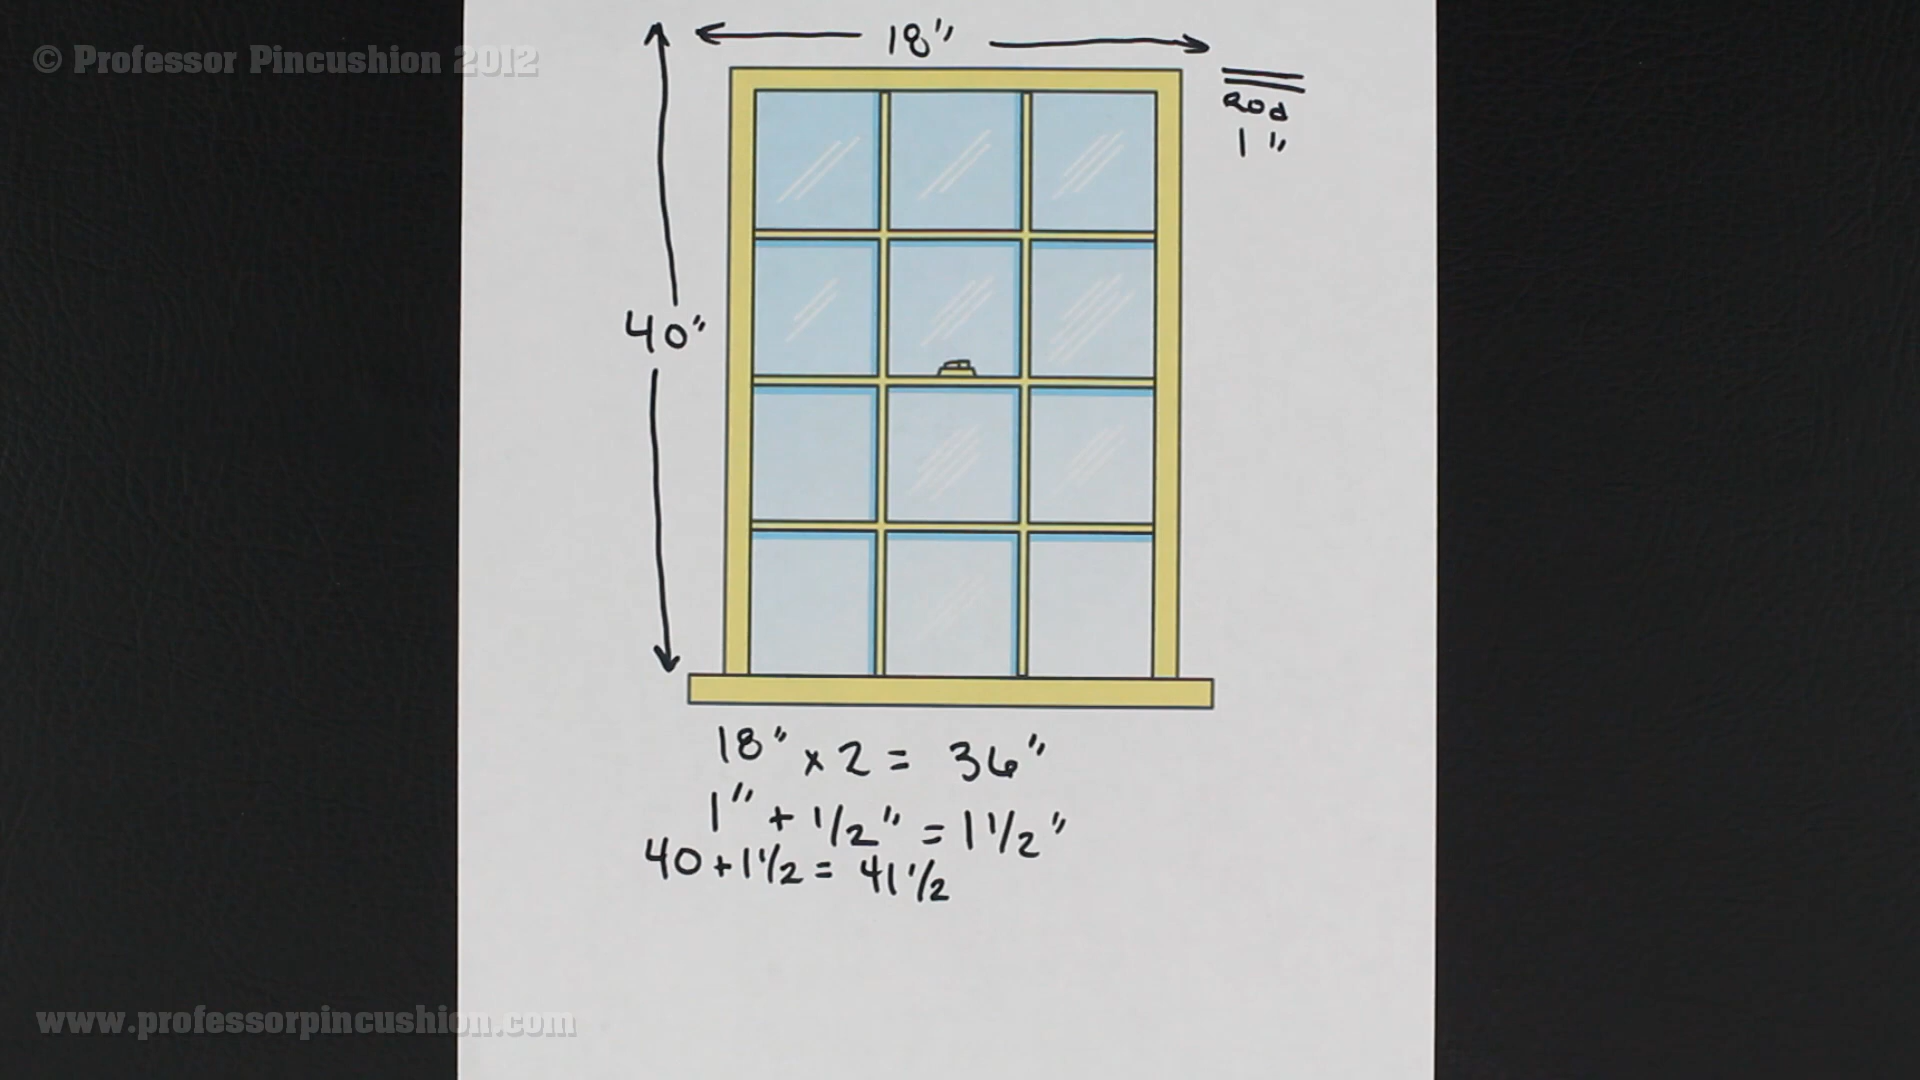 © Professor Pincushion 2012
18"
Rod
1"
40"
18" x 2 = 36"
1" + 1/2" = 1 1/2"
40 + 1 1/2 = 41 1/2
www.professorpincushion.com